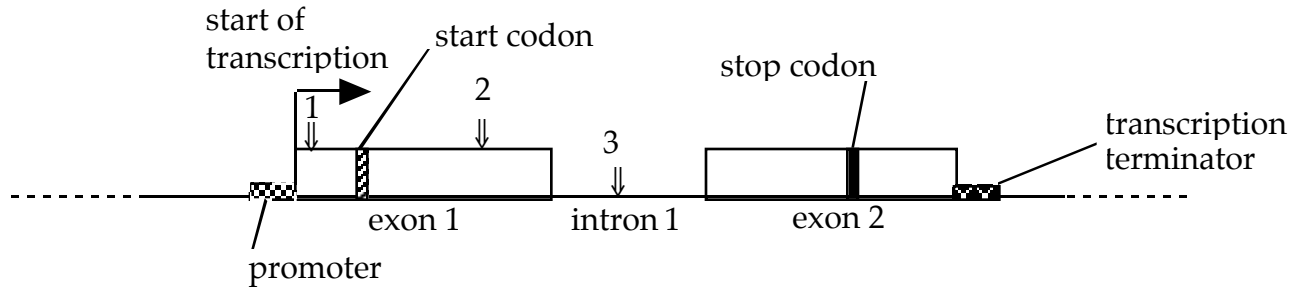 start of
transcription
start codon
stop codon
1
2
3
transcription
terminator
exon 1
intron 1
exon 2
promoter